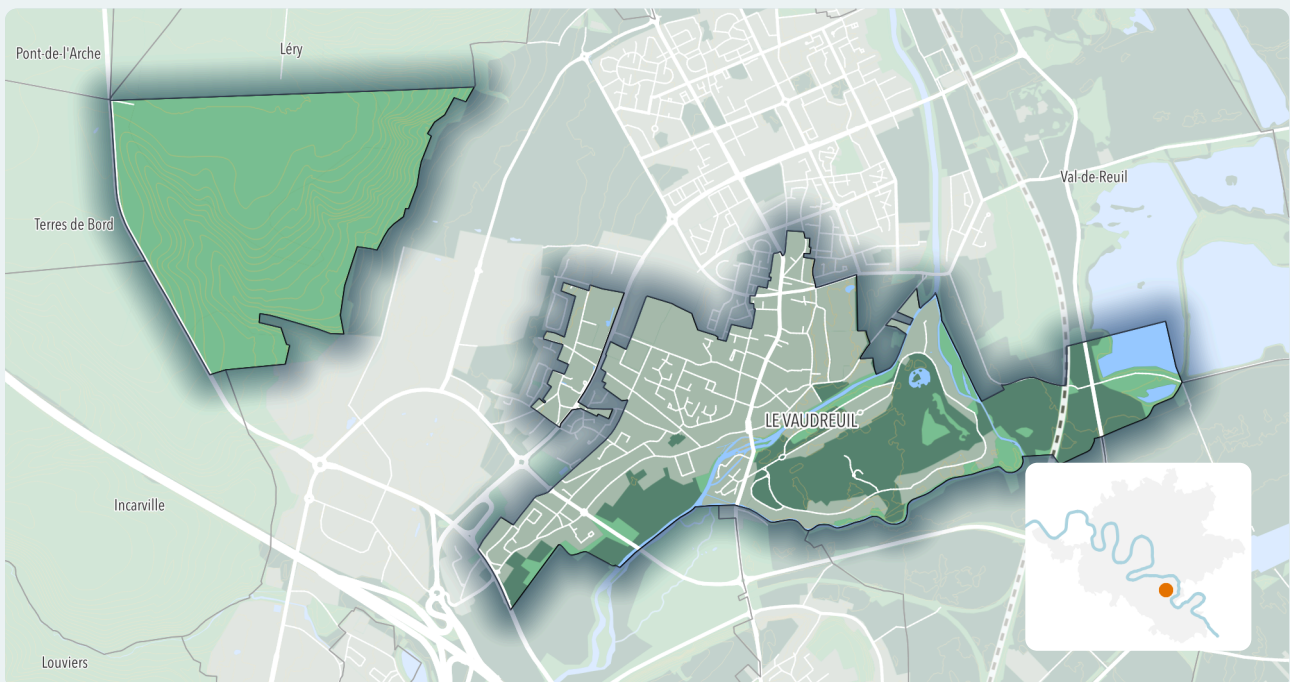 Pont-de-l'Arche
Léry
Val-de-Reuil
Terres de Bord
LE VAUDREUIL
Incarville
Louviers